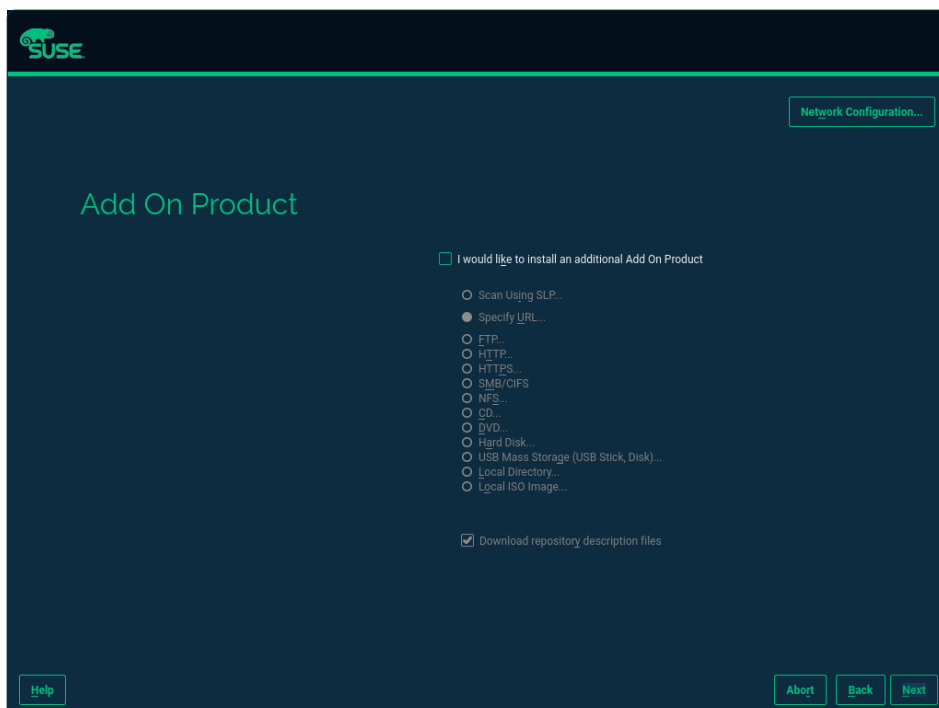 SUSE
Network Configuration...
Add On Product
I would like to install an additional Add On Product
Scan Using SLP...
Specify URL...
FTP...
HTTP...
HTTPS...
SMB/CIFS
NFS...
CD...
DVD...
Hard Disk...
USB Mass Storage (USB Stick, Disk)...
Local Directory...
Local ISO Image...
Download repository description files
Help Abort Back Next